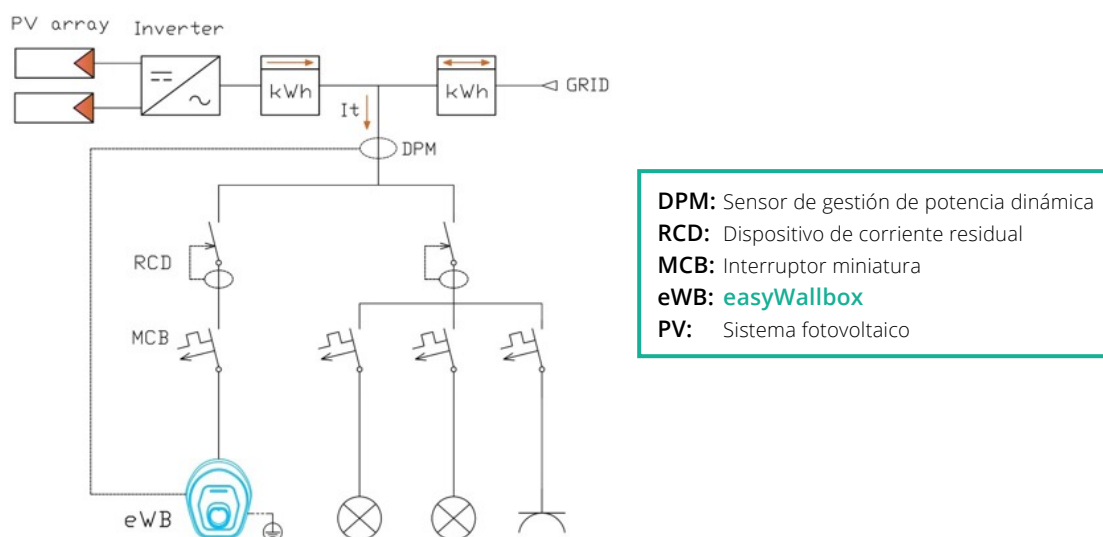 PV array
Inverter
kWh
kWh
GRID
It
DPM
RCD
MCB
eWB
DPM: Sensor de gestión de potencia dinámica
RCD: Dispositivo de corriente residual
MCB: Interruptor miniatura
eWB: easyWallbox
PV: Sistema fotovoltaico